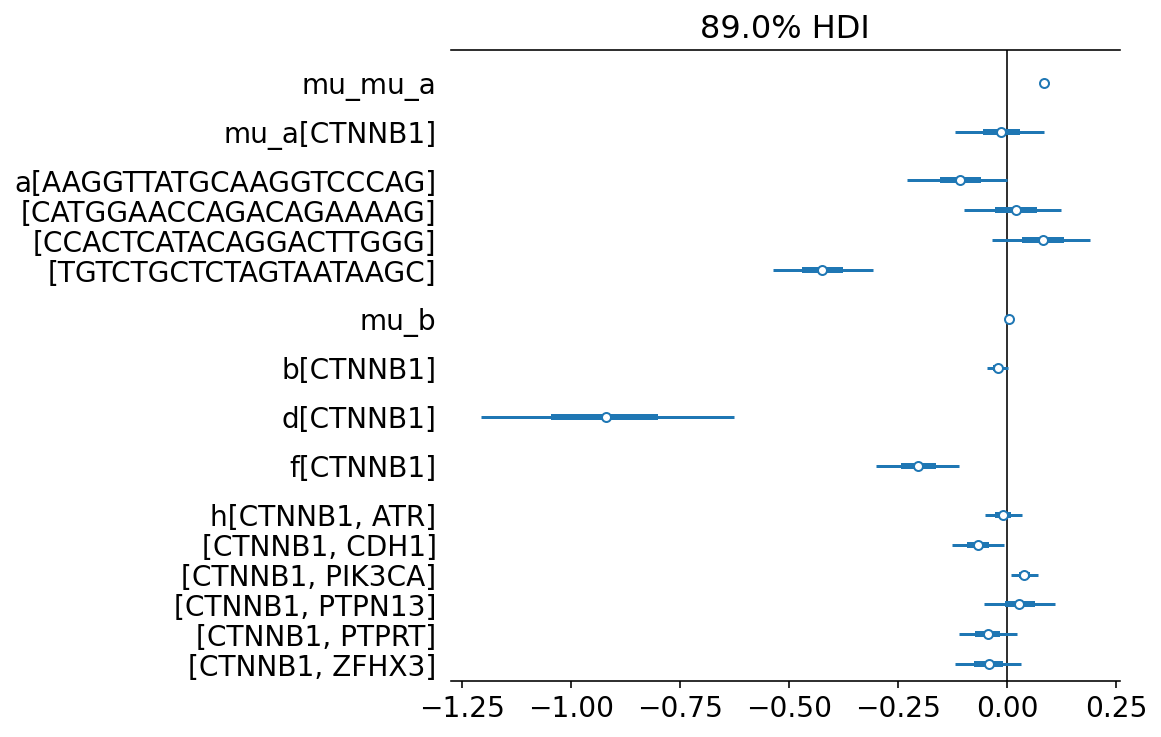 89.0% HDI
mu_mu_a
mu_a[CTNNB1]
a[AAGGTTATGCAAGGTCCCAG]
[CATGGAACCAGACAGAAAAG]
[CCACTCATACAGGACTTGGG]
[TGTCTGCTCTAGTAATAAGC]
mu_b
b[CTNNB1]
d[CTNNB1]
f[CTNNB1]
h[CTNNB1, ATR]
[CTNNB1, CDH1]
[CTNNB1, PIK3CA]
[CTNNB1, PTPN13]
[CTNNB1, PTPRT]
[CTNNB1, ZFHX3]
−1.25 −1.00 −0.75 −0.50 −0.25 0.00 0.25